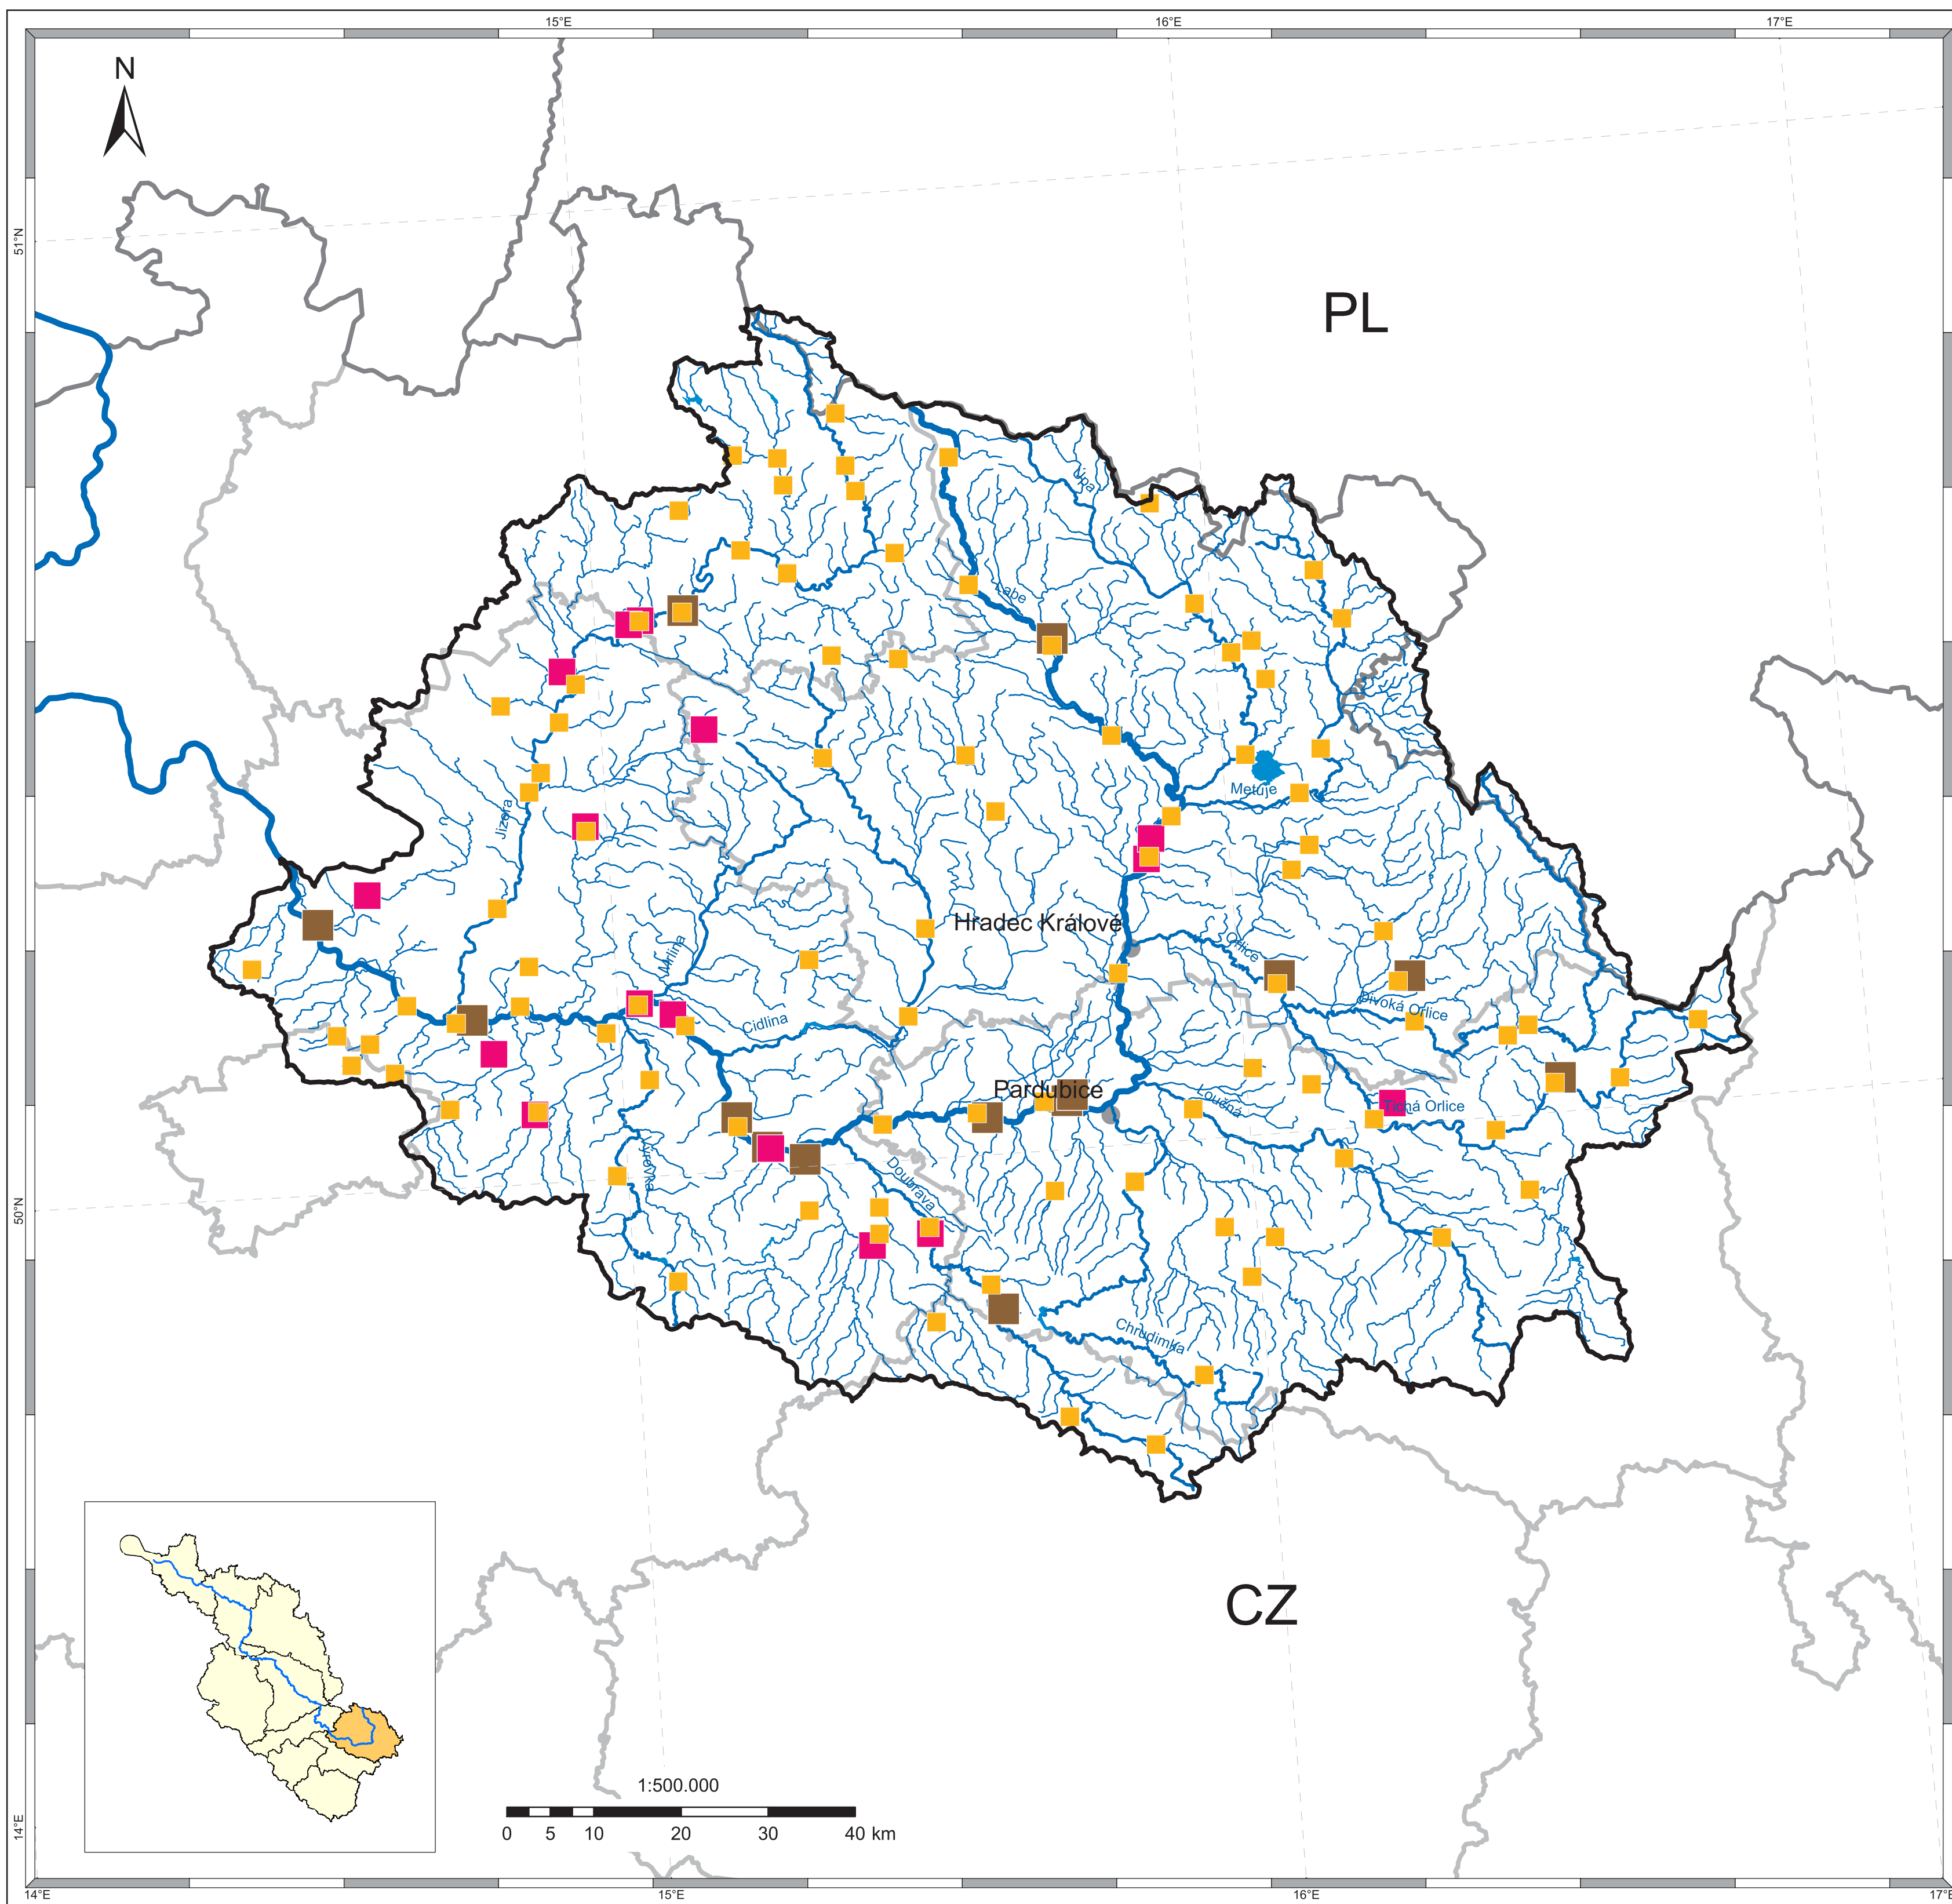 15°E
16°E
17°E
N
51°N
PL
Úpa
Labe
Metuje
Jizera
Hradec Králové
Orlice
Mrlina
Divoká Orlice
Cidlina
Pardubice
Loučná
Tichá Orlice
Výrovka
Doubrava
50°N
Chrudimka
CZ
1:500.000
0 5 10 20 30 40 km
14°E
14°E
15°E
16°E
17°E